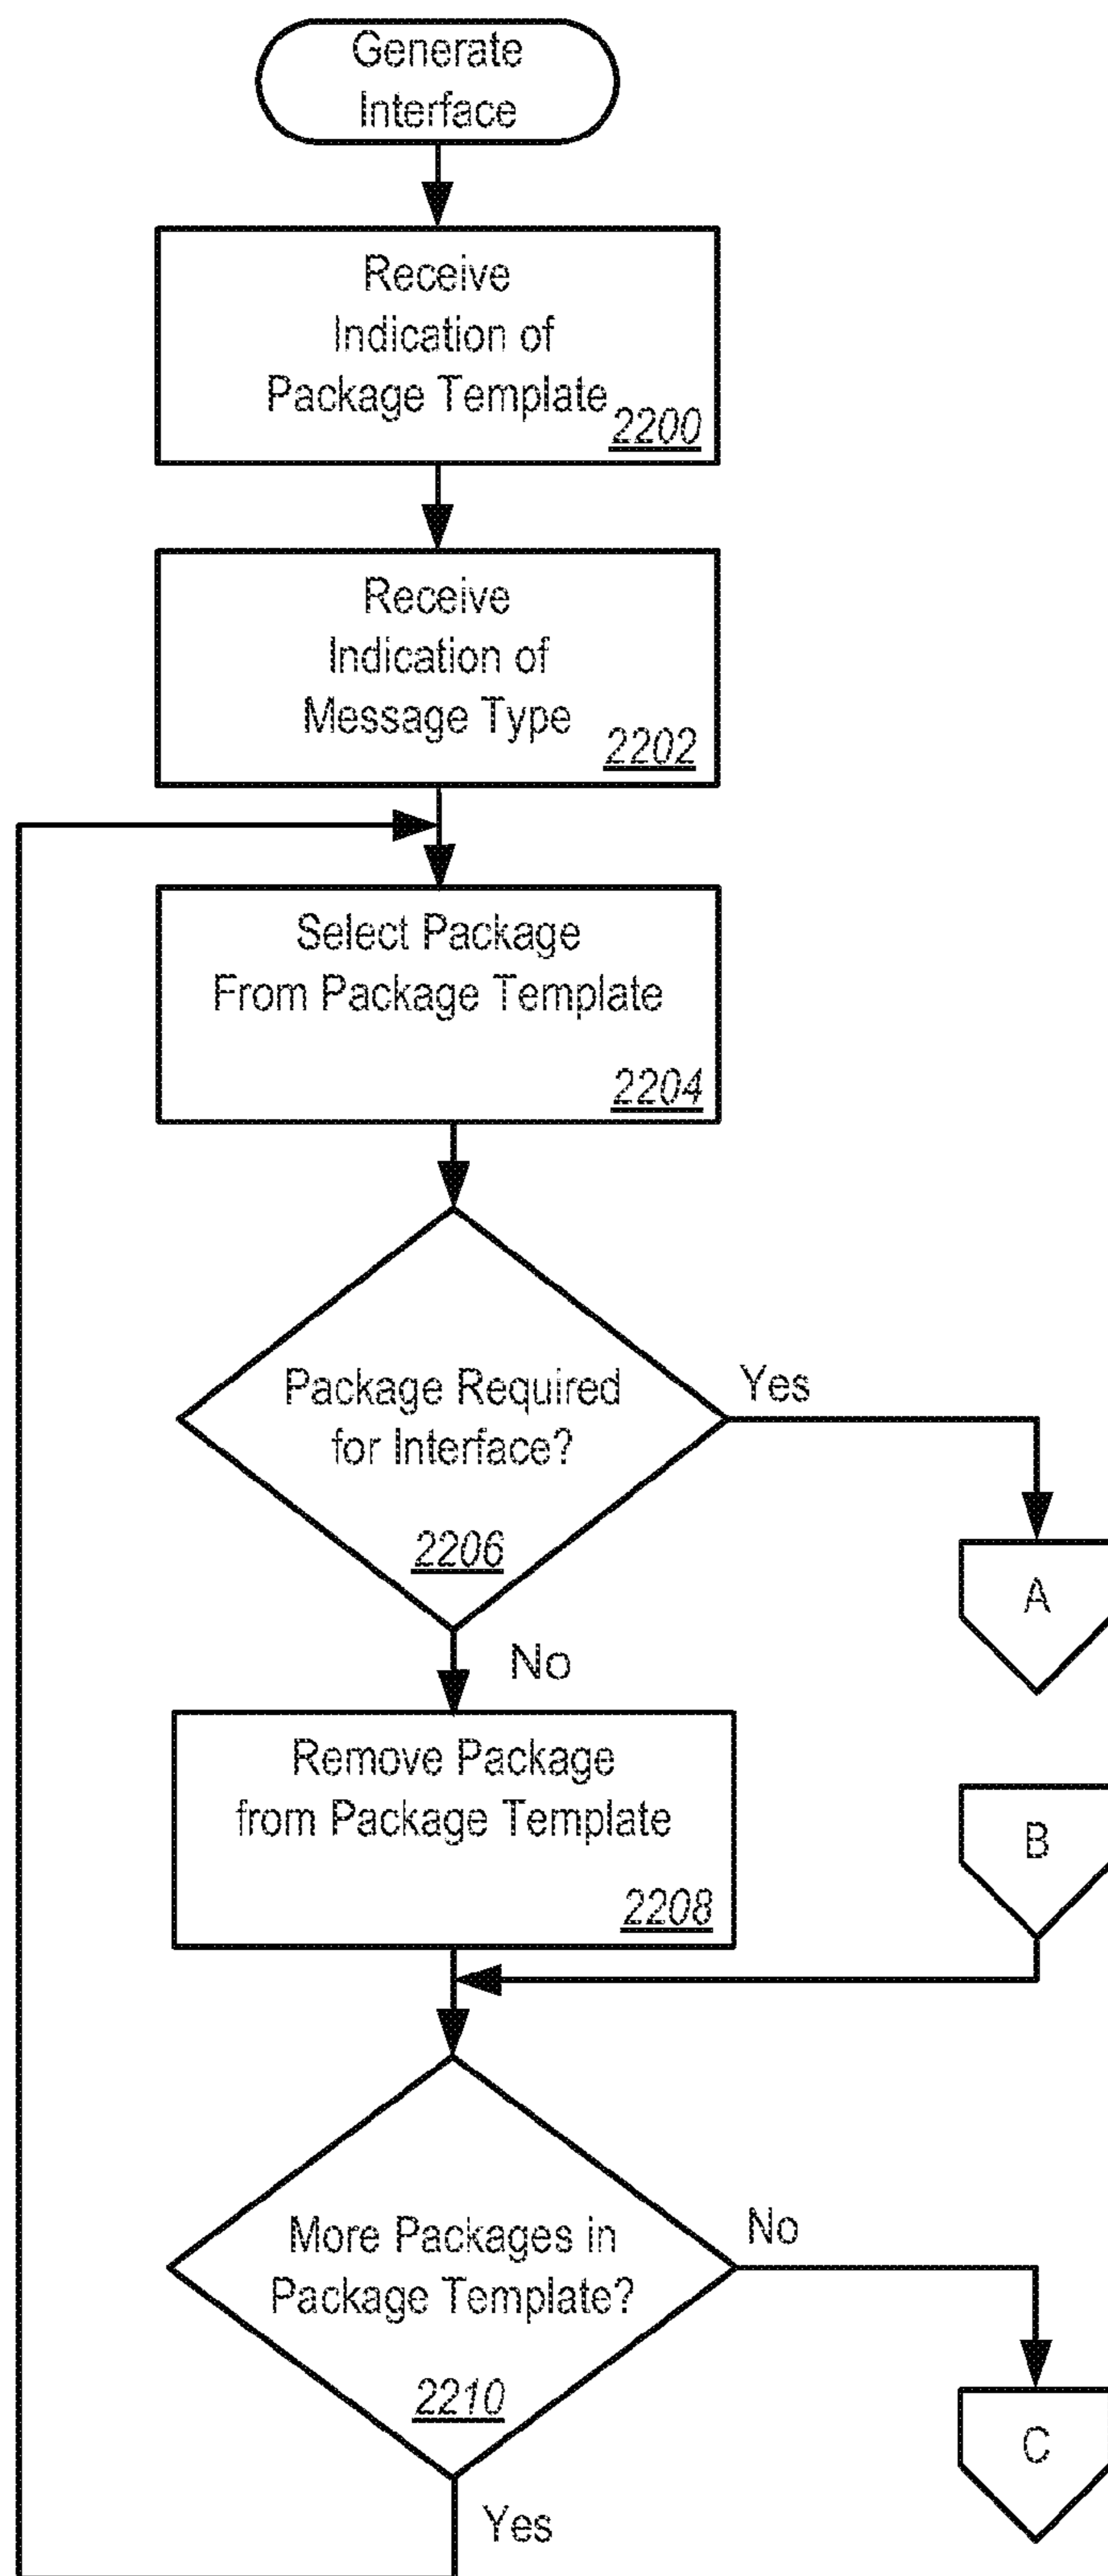 Generate
Interface
Receive
Indication of
Package Template
2200
Receive
Indication of
Message Type
2202
Select Package
From Package Template
2204
Package Required
for Interface?
2206
Yes
A
No
Remove Package
from Package Template
2208
B
More Packages in
Package Template?
2210
No
C
Yes